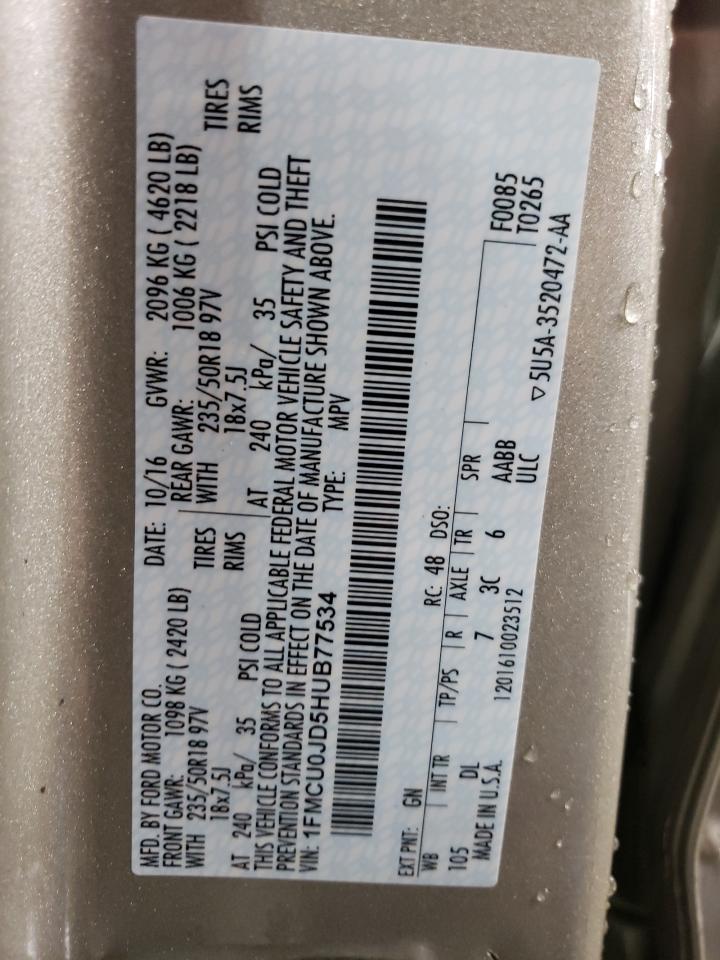 MFD. BY FORD MOTOR CO. DATE: 10/16 GVWR: 2096 KG ( 4620 LB)
FRONT GAWR: 1098 KG ( 2420 LB) REAR GAWR: 1006 KG ( 2218 LB)
WITH 235/50R18 97V TIRES WITH 235/50R18 97V TIRES
18x7.5J RIMS 18x7.5J RIMS
AT 240 kPa/ 35 PSI COLD AT 240 kPa/ 35 PSI COLD
THIS VEHICLE CONFORMS TO ALL APPLICABLE FEDERAL MOTOR VEHICLE SAFETY AND THEFT
PREVENTION STANDARDS IN EFFECT ON THE DATE OF MANUFACTURE SHOWN ABOVE.
VIN: 1FMCU0JD5HUB77534 TYPE: MPV
EXT PNT: GN RC: 48 DSO: F0085
WB INT TR TP/PS R AXLE TR SPR T0265
105 DL 7 3C 6 AABB
MADE IN U.S.A. 1201610023512 ULC ▽5U5A-3520472-AA